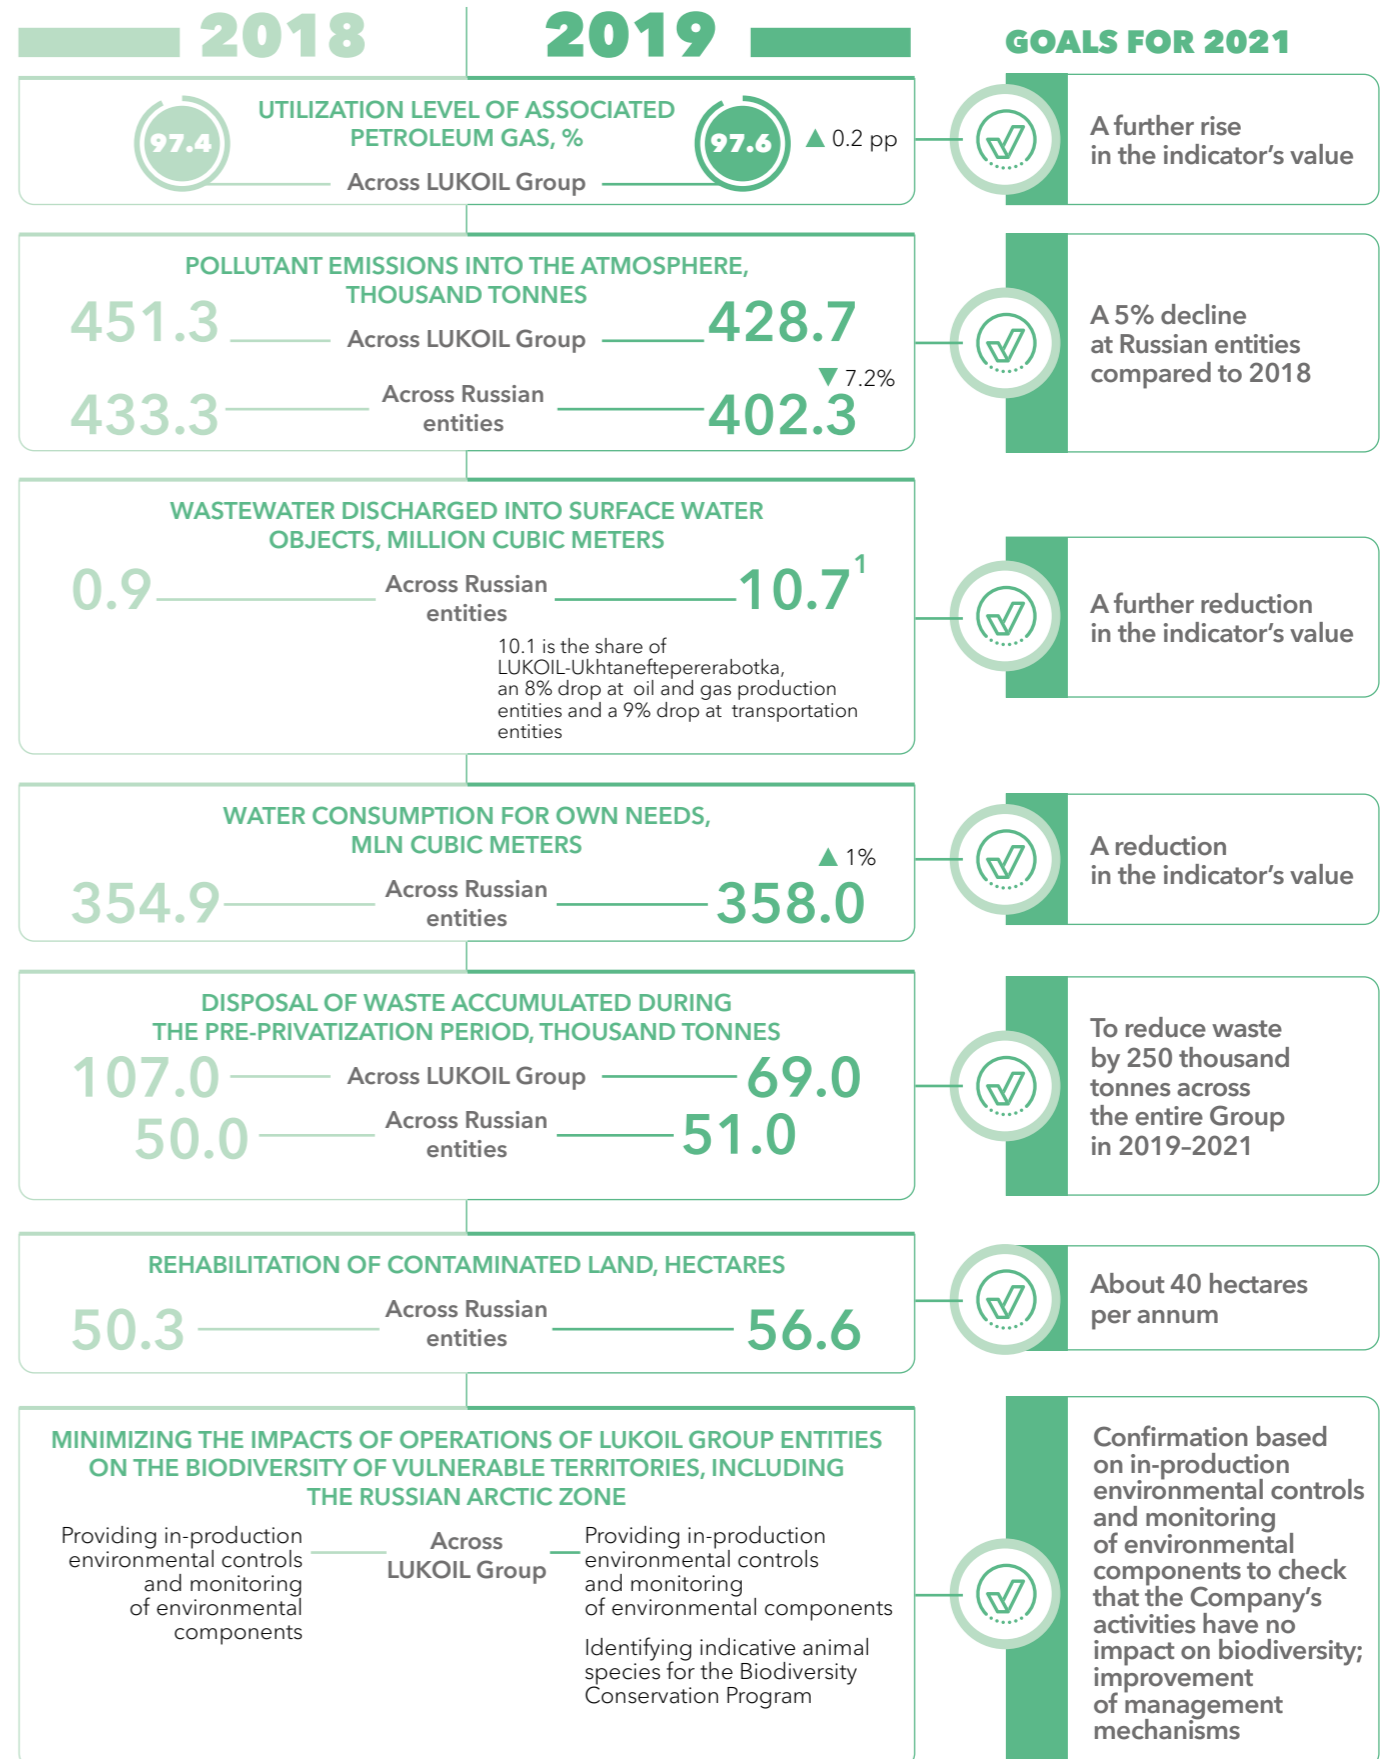 2018
2019
GOALS FOR 2021
UTILIZATION LEVEL OF ASSOCIATED
PETROLEUM GAS, %
97.4
Across LUKOIL Group
97.6
▲ 0.2 pp
A further rise
in the indicator's value
POLLUTANT EMISSIONS INTO THE ATMOSPHERE,
THOUSAND TONNES
451.3
Across LUKOIL Group
428.7
▼ 7.2%
433.3
Across Russian
entities
402.3
A 5% decline
at Russian entities
compared to 2018
WASTEWATER DISCHARGED INTO SURFACE WATER
OBJECTS, MILLION CUBIC METERS
0.9
Across Russian
entities
10.7¹
10.1 is the share of
LUKOIL-Ukhtaneftepererabotka,
an 8% drop at oil and gas production
entities and a 9% drop at transportation
entities
A further reduction
in the indicator's value
WATER CONSUMPTION FOR OWN NEEDS,
MLN CUBIC METERS
▲ 1%
354.9
Across Russian
entities
358.0
A reduction
in the indicator's value
DISPOSAL OF WASTE ACCUMULATED DURING
THE PRE-PRIVATIZATION PERIOD, THOUSAND TONNES
107.0
Across LUKOIL Group
69.0
50.0
Across Russian
entities
51.0
To reduce waste
by 250 thousand
tonnes across
the entire Group
in 2019–2021
REHABILITATION OF CONTAMINATED LAND, HECTARES
50.3
Across Russian
entities
56.6
About 40 hectares
per annum
MINIMIZING THE IMPACTS OF OPERATIONS OF LUKOIL GROUP ENTITIES
ON THE BIODIVERSITY OF VULNERABLE TERRITORIES, INCLUDING
THE RUSSIAN ARCTIC ZONE
Providing in-production
environmental controls
and monitoring
of environmental
components
Across
LUKOIL Group
Providing in-production
environmental controls
and monitoring
of environmental components
Identifying indicative animal
species for the Biodiversity
Conservation Program
Confirmation based
on in-production
environmental controls
and monitoring
of environmental
components to check
that the Company's
activities have no
impact on biodiversity;
improvement
of management
mechanisms